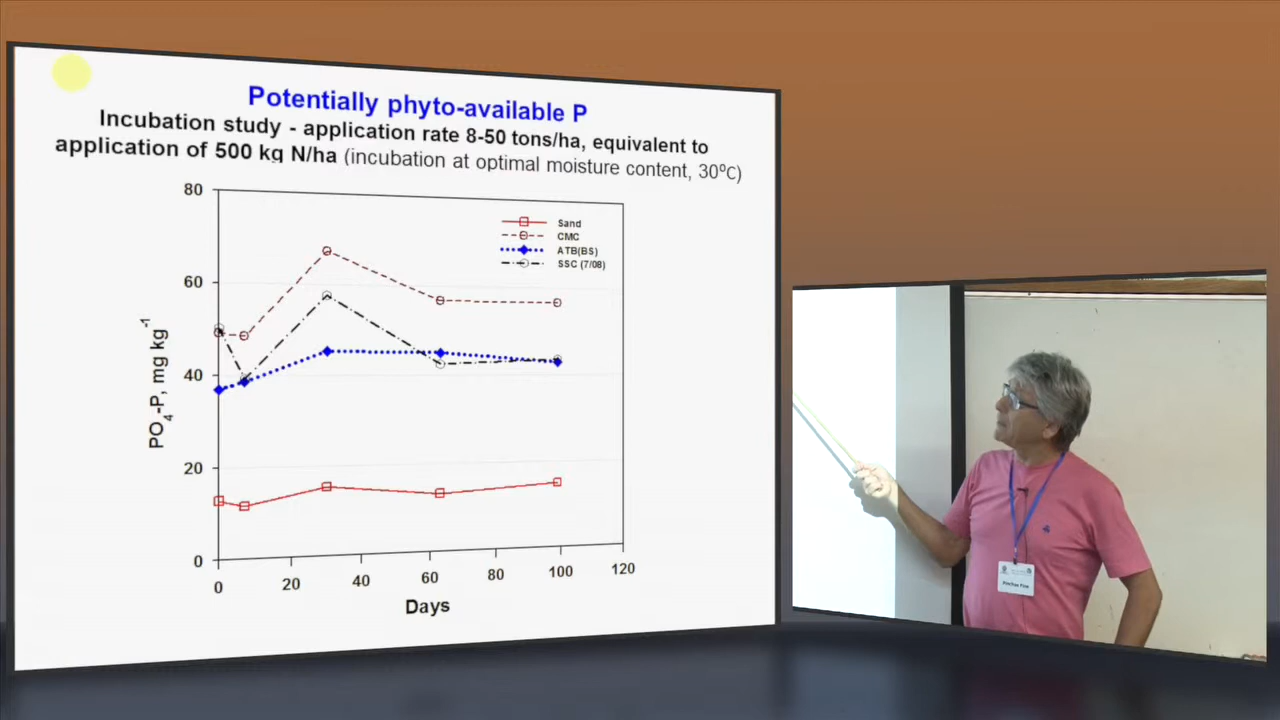 Potentially phyto-available P
Incubation study - application rate 8-50 tons/ha, equivalent to
application of 500 kg N/ha (incubation at optimal moisture content, 30ºC)
80
60
40
20
0
PO4-P, mg kg-1
Sand
CMC
ATB(BS)
SSC (7/08)
0 20 40 60 80 100 120
Days